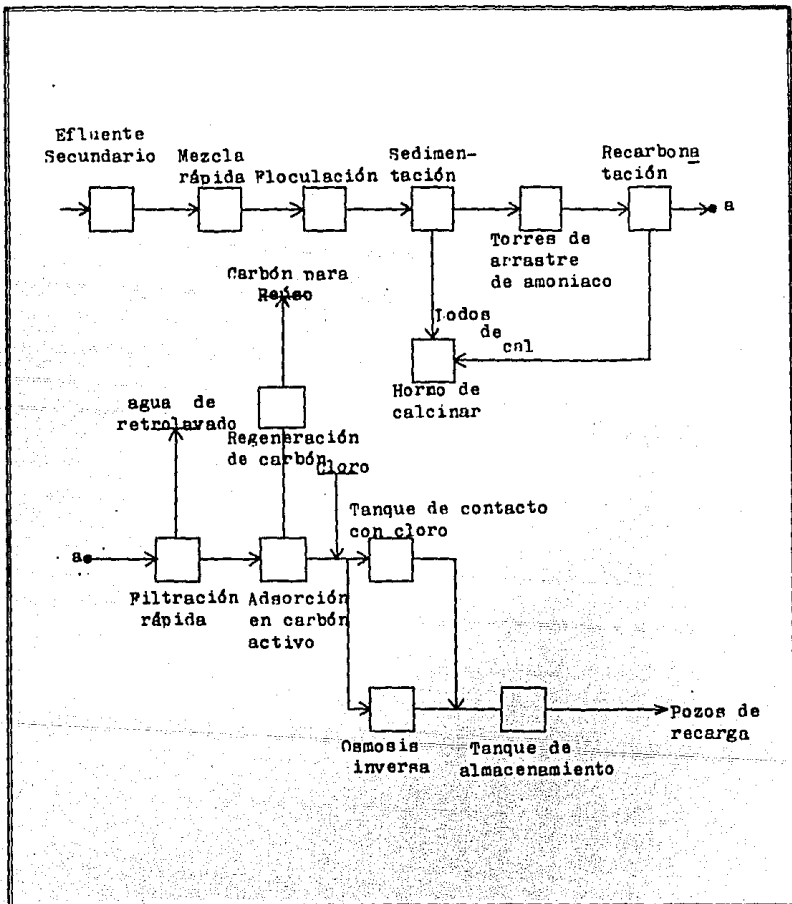 Efluente
Secundario
Mezcla
rápida
Floculación
Sedimen-
tación
Recarbona
tación
a
Torres de
arrastre
de amoniaco
Lodos
de
cal
Horno de
calcinar
Carbón para
Reúso
agua de
retrolavado
Regeneración
de carbón
Cloro
Tanque de contacto
con cloro
a
Filtración
rápida
Adsorción
en carbón
activo
Osmosis
inversa
Tanque de
almacenamiento
Pozos de
recarga